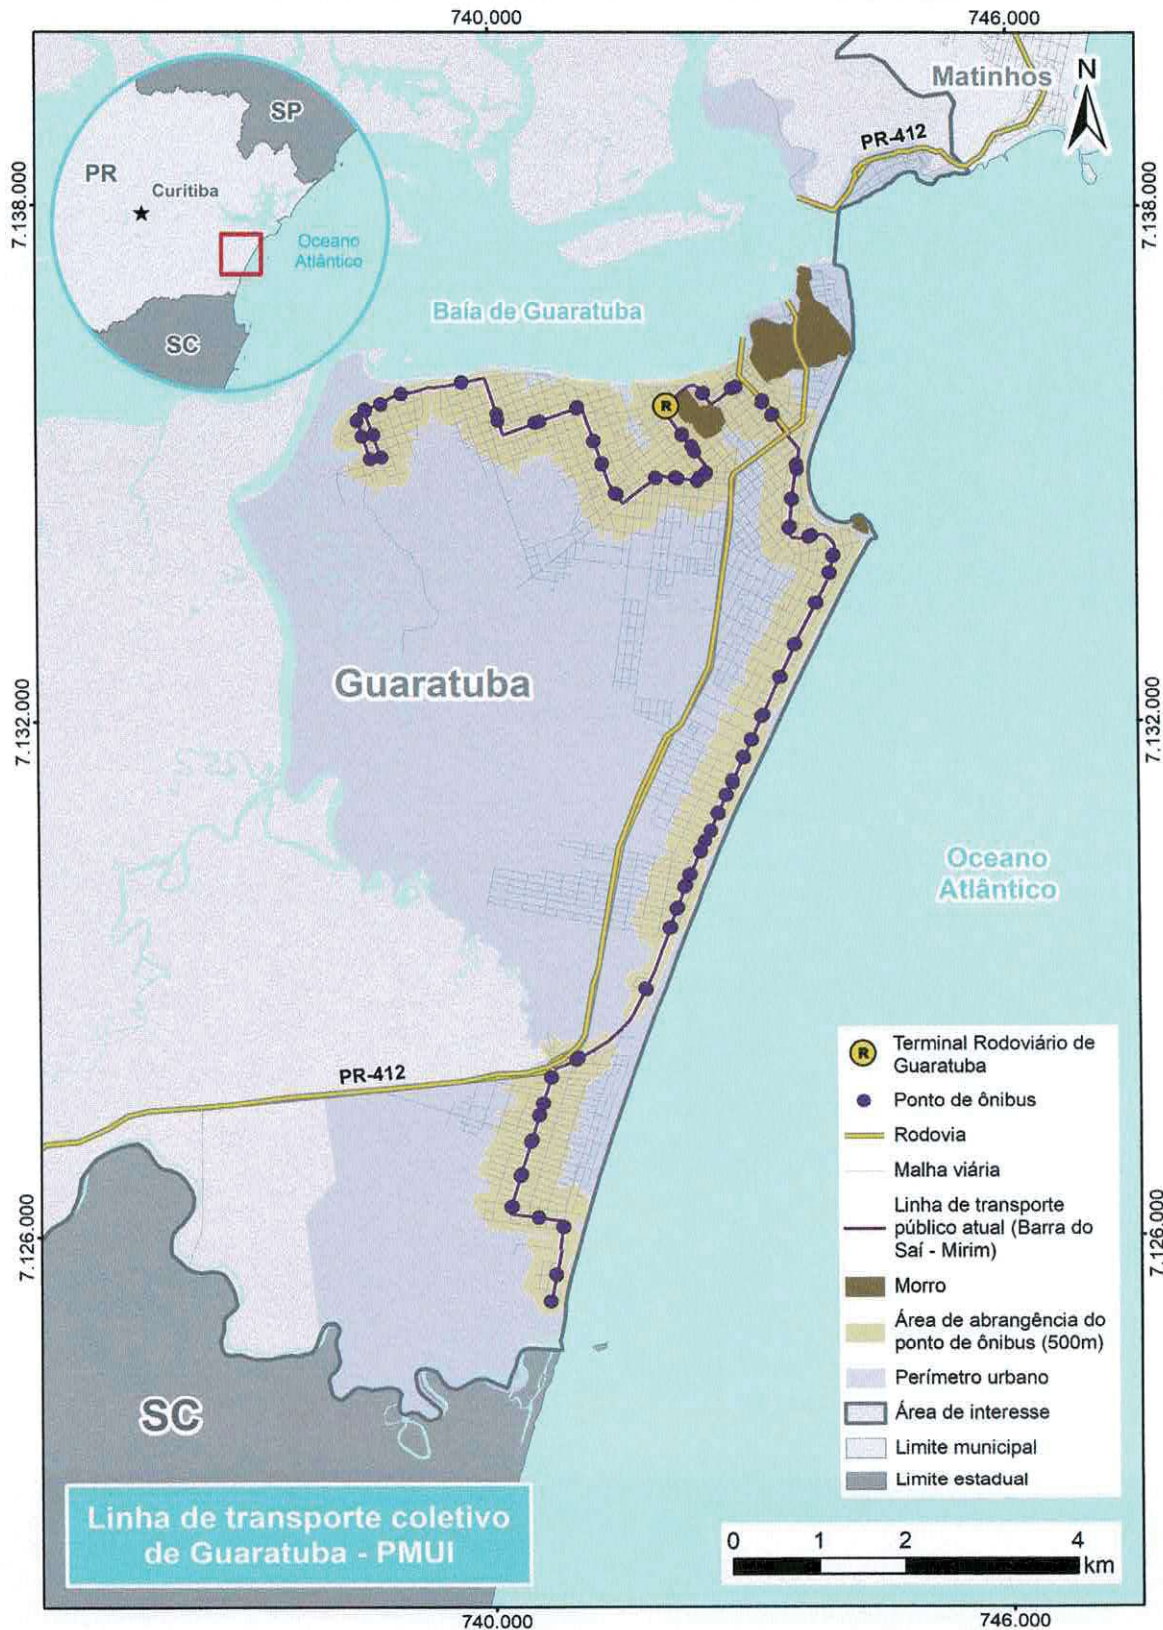 740.000
746.000
Matinhos
N
SP
PR-412
PR
Curitiba
7.138.000
7.138.000
Oceano
Atlântico
Baía de Guaratuba
SC
R
Guaratuba
7.132.000
7.132.000
Oceano
Atlântico
PR-412
R
Terminal Rodoviário de
Guaratuba
Ponto de ônibus
Rodovia
Malha viária
Linha de transporte
público atual (Barra do
Saí - Mirim)
Morro
Área de abrangência do
ponto de ônibus (500m)
Perímetro urbano
Área de interesse
Limite municipal
Limite estadual
7.126.000
7.126.000
SC
Linha de transporte coletivo
de Guaratuba - PMUI
0 1 2 4
km
740.000
746.000